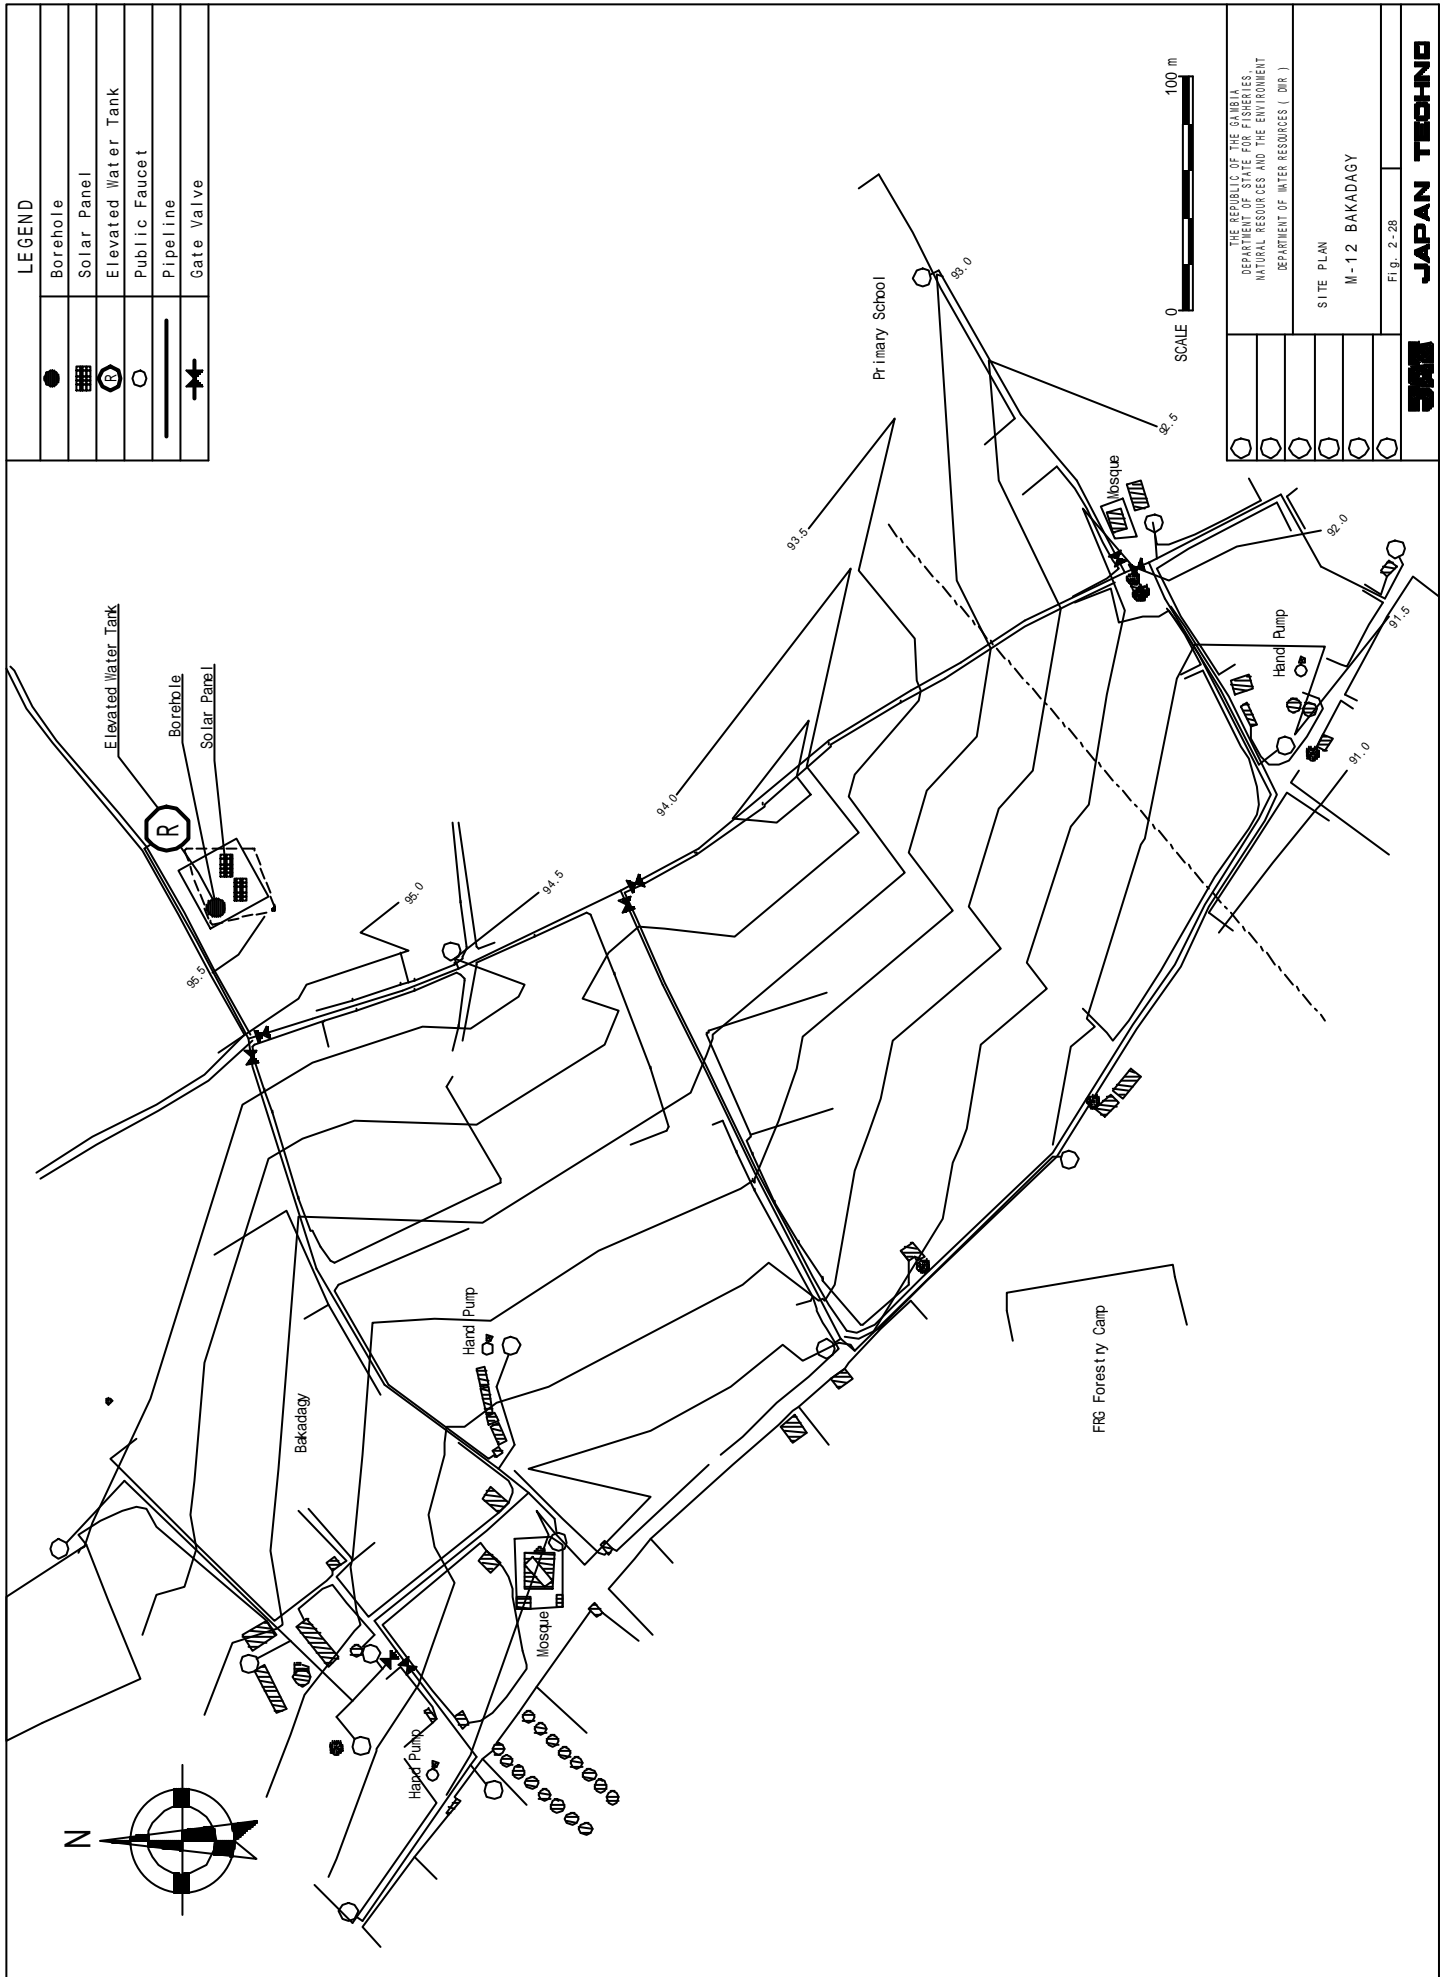 LEGEND
Borehole
Solar Panel
R
Elevated Water Tank
Public Faucet
Pipeline
Gate Valve
Elevated Water Tank
Borehole
Solar Panel
R
95.5
95.0
94.5
94.0
93.5
93.0
92.5
92.0
91.5
91.0
Primary School
Mosque
Hand Pump
Bakadagy
Hand Pump
Mosque
Hand Pump
FRG Forestry Camp
N
SCALE 0 100 m
THE REPUBLIC OF THE GAMBIA
DEPARTMENT OF STATE FOR FISHERIES,
NATURAL RESOURCES AND THE ENVIRONMENT
DEPARTMENT OF WATER RESOURCES ( DWR )
SITE PLAN
M-12 BAKADAGY
Fig. 2-28
JAPAN TECHNO